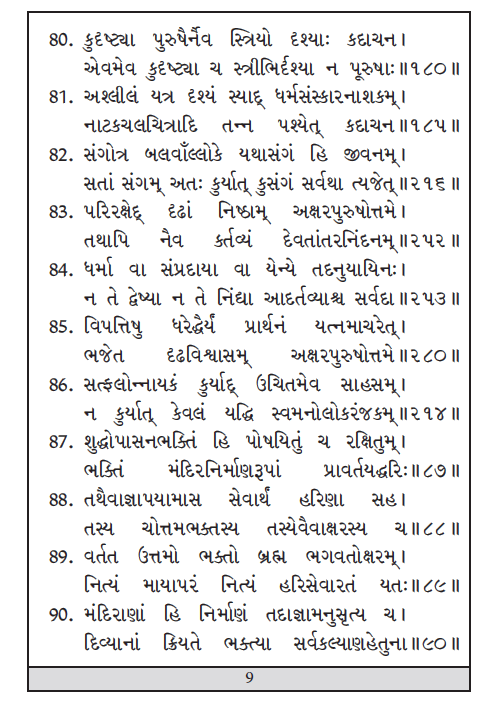 80. કુદૃષ્ટ્યા પુરુષૈર્નૈવ સ્ત્રિયો દૃશ્યાઃ કદાચન।
એવમેવ કુદૃષ્ટ્યા ચ સ્ત્રીભિર્દૃશ્યા ન પૂરુષાઃ॥૧૮૦॥
81. અશ્લીલં યત્ર દૃશ્યં સ્યાદ્ ધર્મસંસ્કારનાશકમ્।
નાટકચલચિત્રાદિ તન્ન પશ્યેત્ કદાચન॥૧૮૫॥
82. સંગોત્ર બલવાઁલ્લોકે યથાસંગં હિ જીવનમ્।
સતાં સંગમ્ અતઃ કુર્યાત્ કુસંગં સર્વથા ત્યજેત્॥૨૧૬॥
83. પરિરક્ષેદ્ દૃઢાં નિષ્ઠામ્ અક્ષરપુરુષોત્તમે।
તથાપિ નૈવ ર્ક્તવ્યં દેવતાંતરનિંદનમ્॥૨૫૨॥
84. ધર્મા વા સંપ્રદાયા વા યેન્યે તદનુયાયિનઃ।
ન તે દ્વેષ્યા ન તે નિંદ્યા આદર્તવ્યાશ્ચ સર્વદા॥૨૫૩॥
85. વિપત્તિષુ ધરેદ્ધૈર્યં પ્રાર્થનં યત્નમાચરેત્।
ભજેત દૃઢવિશ્વાસમ્ અક્ષરપુરુષોત્તમે॥૨૮૦॥
86. સત્ફલોન્નાયકં કુર્યાદ્ ઉચિતમેવ સાહસમ્।
ન કુર્યાત્ કેવલં યદ્ધિ સ્વમનોલોકરંજકમ્॥૨૧૪॥
87. શુદ્ધોપાસનભક્તિં હિ પોષયિતું ચ રક્ષિતુમ્।
ભક્તિં મંદિરનિર્માણરૂપાં પ્રાવર્તયદ્ધરિઃ॥૮૭॥
88. તથૈવાજ્ઞાપયામાસ સેવાર્થં હરિણા સહ।
તસ્ય ચોત્તમભક્તસ્ય તસ્યેવૈવાક્ષરસ્ય ચ॥૮૮॥
89. વર્તત ઉત્તમો ભક્તો બ્રહ્મ ભગવતોક્ષરમ્।
નિત્યં માયાપરં નિત્યં હરિસેવારતં યતઃ॥૮૯॥
90. મંદિરાણાં હિ નિર્માણં તદાજ્ઞામનુસૃત્ય ચ।
દિવ્યાનાં ક્રિયતે ભક્ત્યા સર્વકલ્યાણહેતુના॥૯૦॥
9